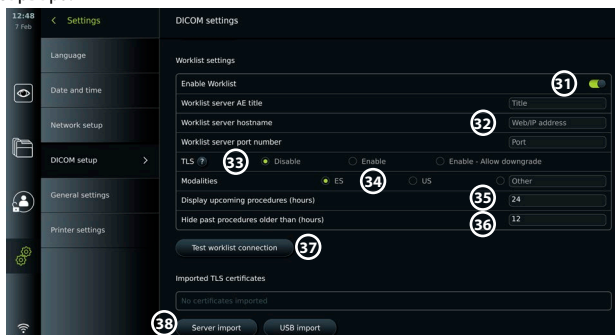 12:48
7 Feb
Settings
DICOM settings
Language
Date and time
Network setup
DICOM setup
General settings
Printer settings
Worklist settings
Enable Worklist 31
Worklist server AE title Title
Worklist server hostname 32 Web/IP address
Worklist server port number Port
TLS ? 33 Disable Enable Enable - Allow downgrade
Modalities ES 34 US Other
Display upcoming procedures (hours) 35 24
Hide past procedures older than (hours) 36 12
Test worklist connection 37
Imported TLS certificates
No certificates imported
38 Server import USB import